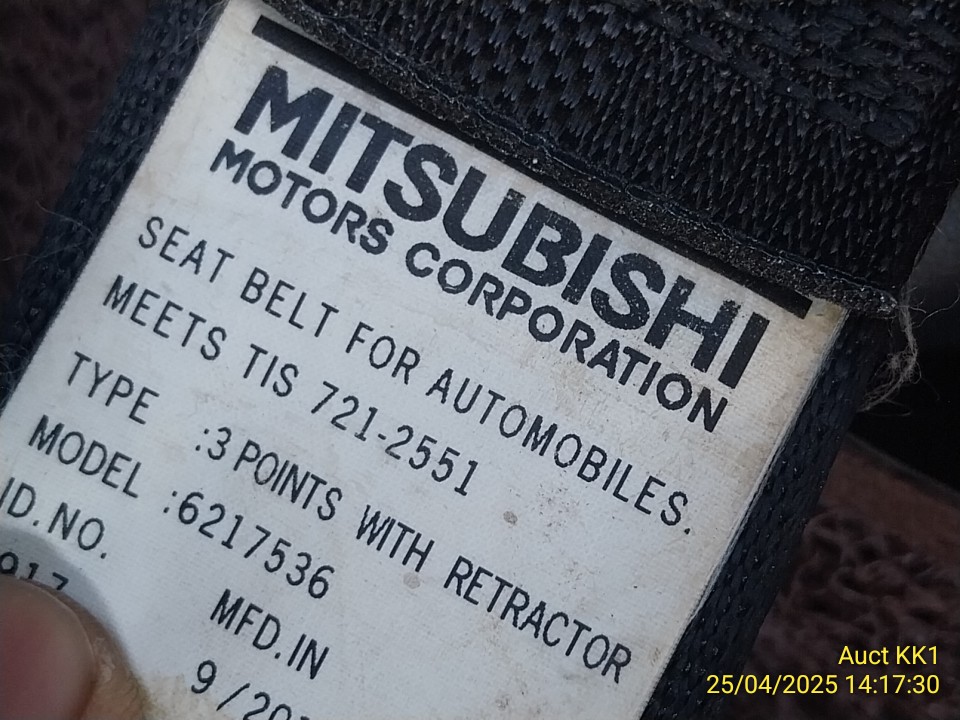 MITSUBISHI
MOTORS CORPORATION
SEAT BELT FOR AUTOMOBILES.
MEETS TIS 721-2551
TYPE :3 POINTS WITH RETRACTOR
MODEL :6217536
ID.NO. MFD.IN
Auct KK1
25/04/2025 14:17:30